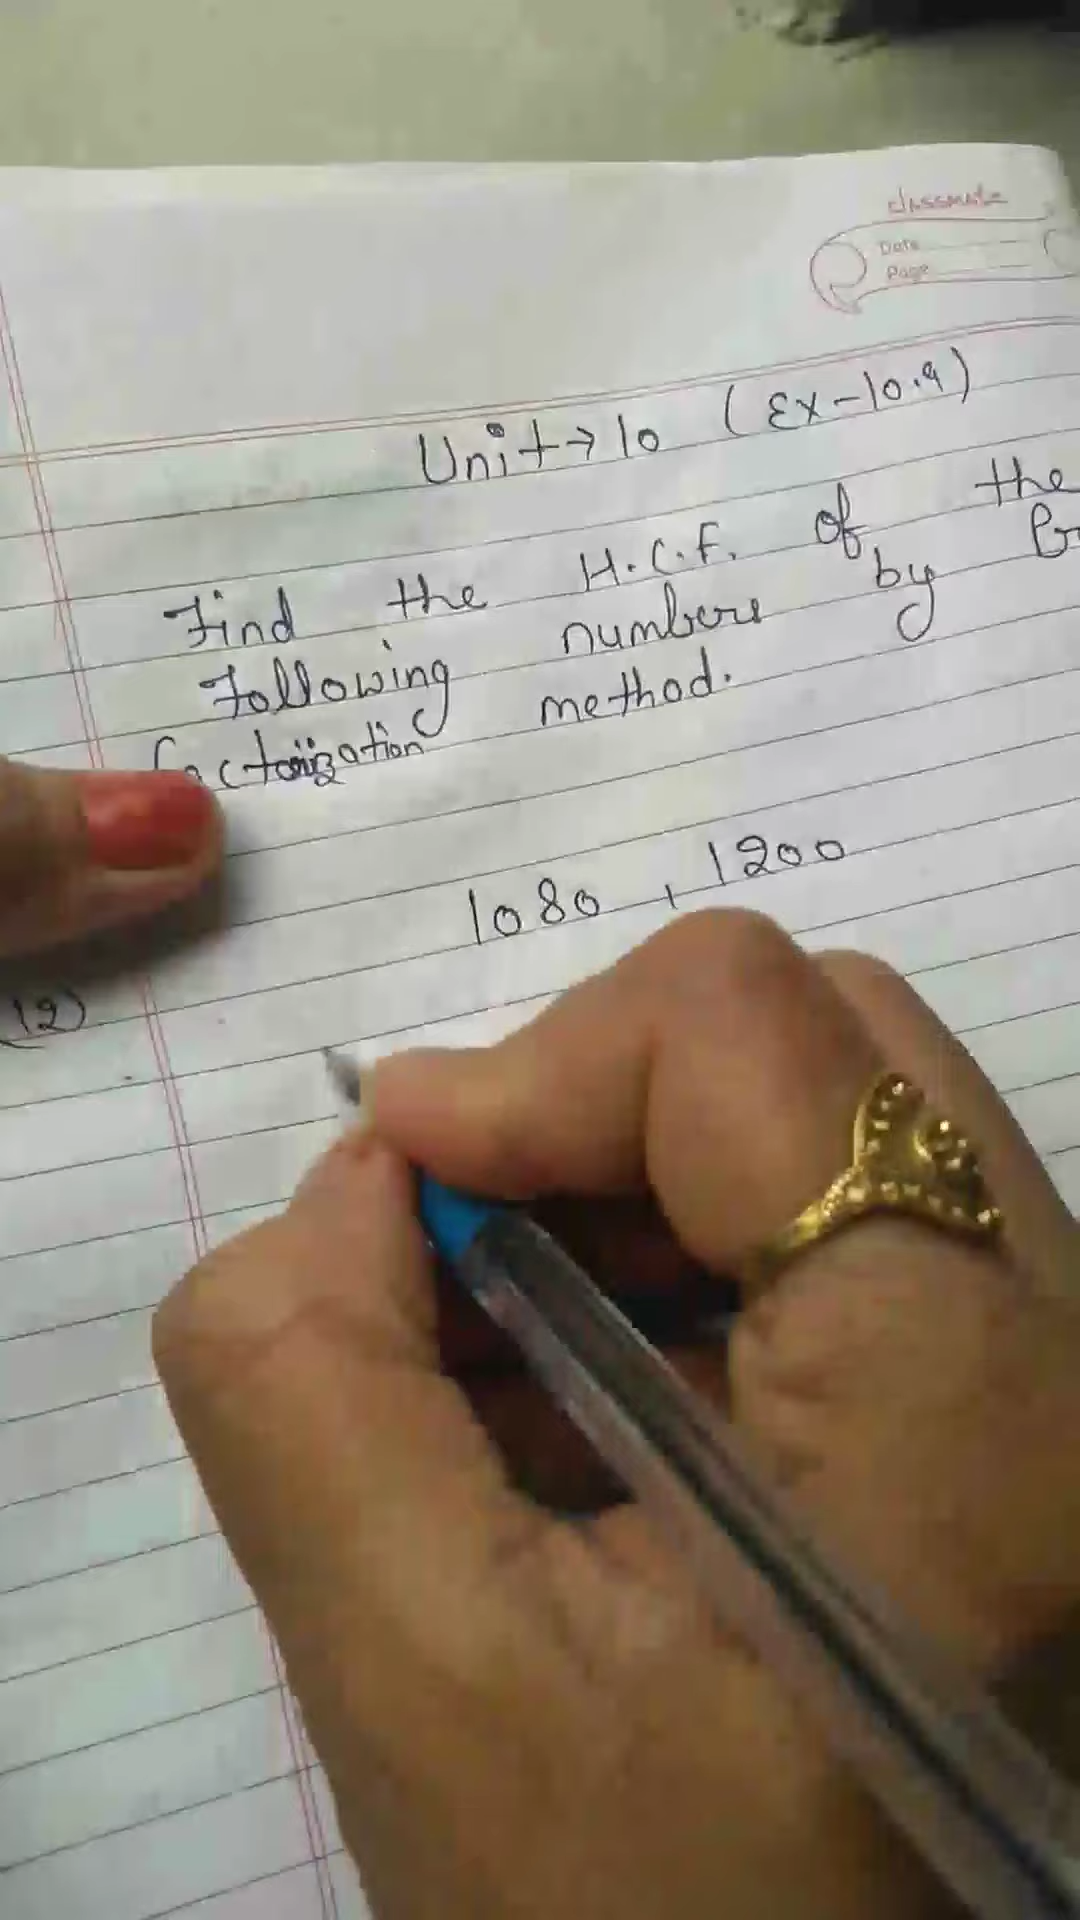 classmate
Date
Page
Unit→10 (Ex-10.9)
Find the H.C.F. of the
following numbers by
factorization method.
1080, 1200
(12)